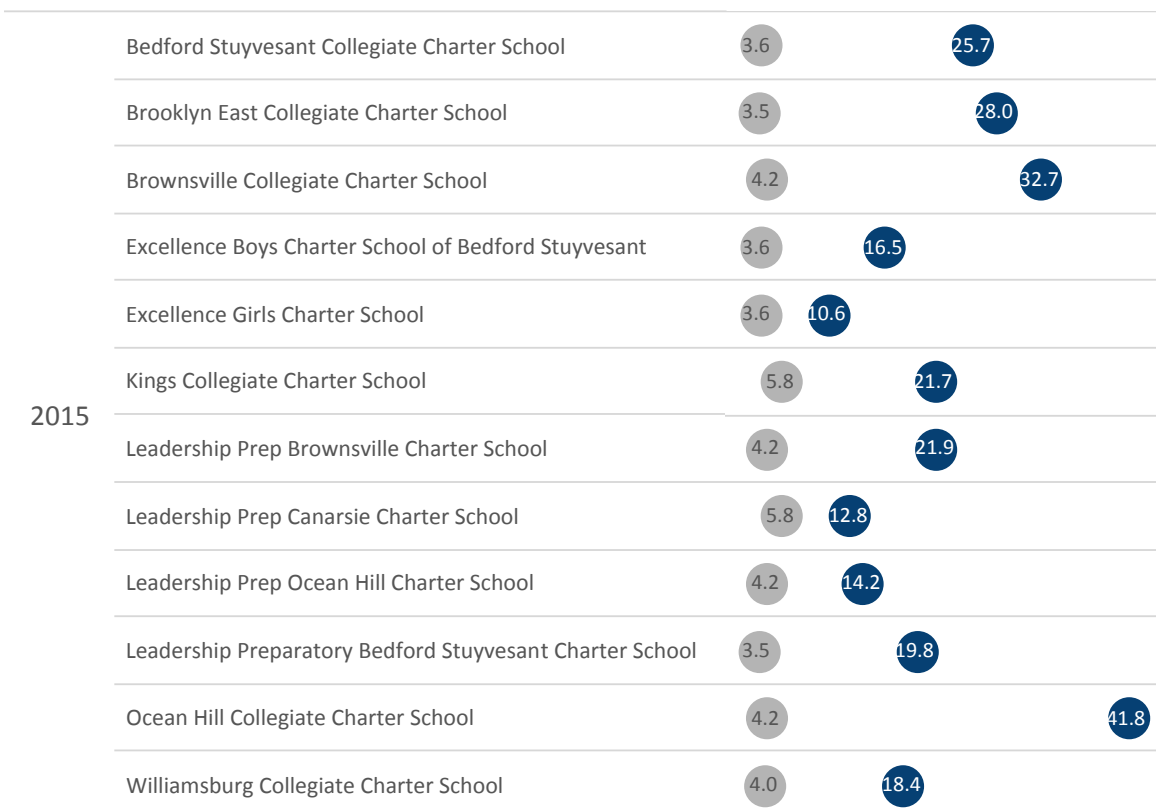 Bedford Stuyvesant Collegiate Charter School 3.6 25.7
Brooklyn East Collegiate Charter School 3.5 28.0
Brownsville Collegiate Charter School 4.2 32.7
Excellence Boys Charter School of Bedford Stuyvesant 3.6 16.5
Excellence Girls Charter School 3.6 10.6
Kings Collegiate Charter School 5.8 21.7
2015
Leadership Prep Brownsville Charter School 4.2 21.9
Leadership Prep Canarsie Charter School 5.8 12.8
Leadership Prep Ocean Hill Charter School 4.2 14.2
Leadership Preparatory Bedford Stuyvesant Charter School 3.5 19.8
Ocean Hill Collegiate Charter School 4.2 41.8
Williamsburg Collegiate Charter School 4.0 18.4